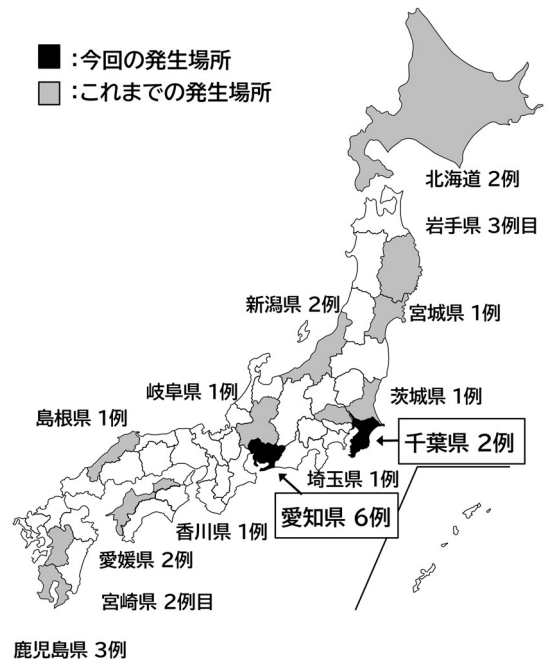 ：今回の発生場所
：これまでの発生場所
北海道 2例
岩手県 3例目
新潟県 2例
宮城県 1例
岐阜県 1例
茨城県 1例
島根県 1例
千葉県 2例
埼玉県 1例
愛知県 6例
香川県 1例
愛媛県 2例
宮崎県 2例目
鹿児島県 3例